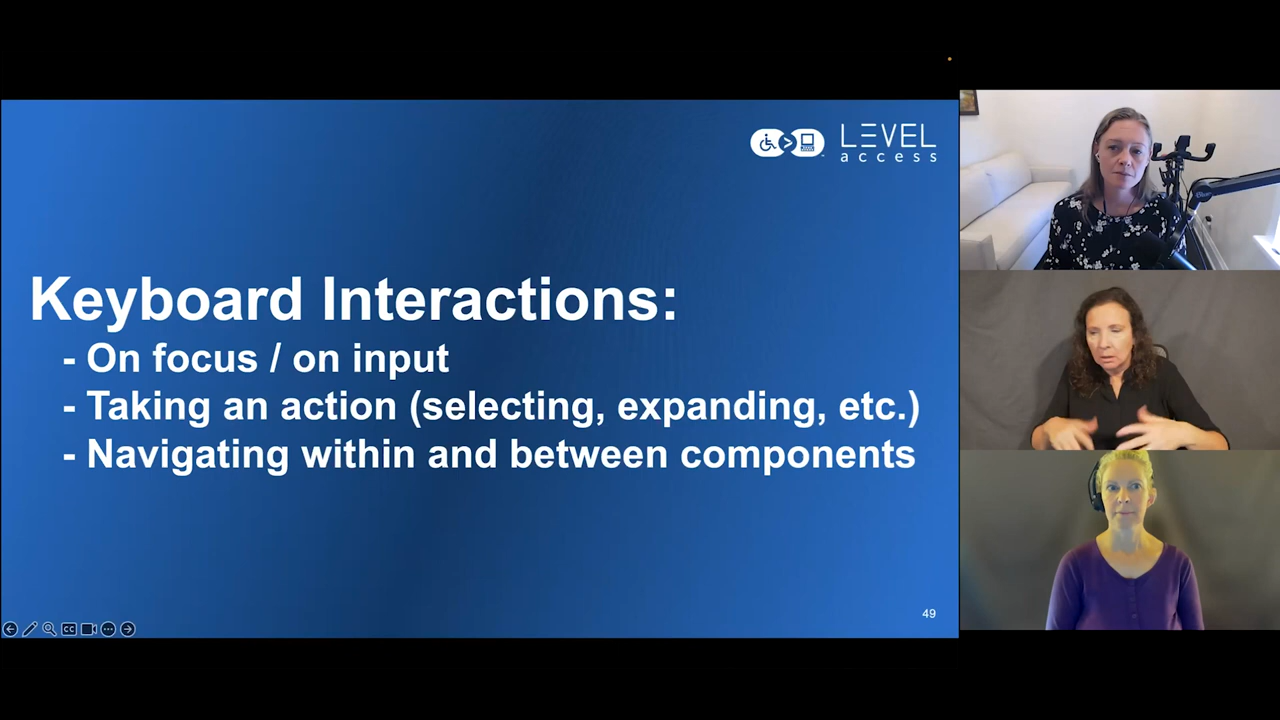 LEVEL
access
Keyboard Interactions:
- On focus / on input
- Taking an action (selecting, expanding, etc.)
- Navigating within and between components
49
CC